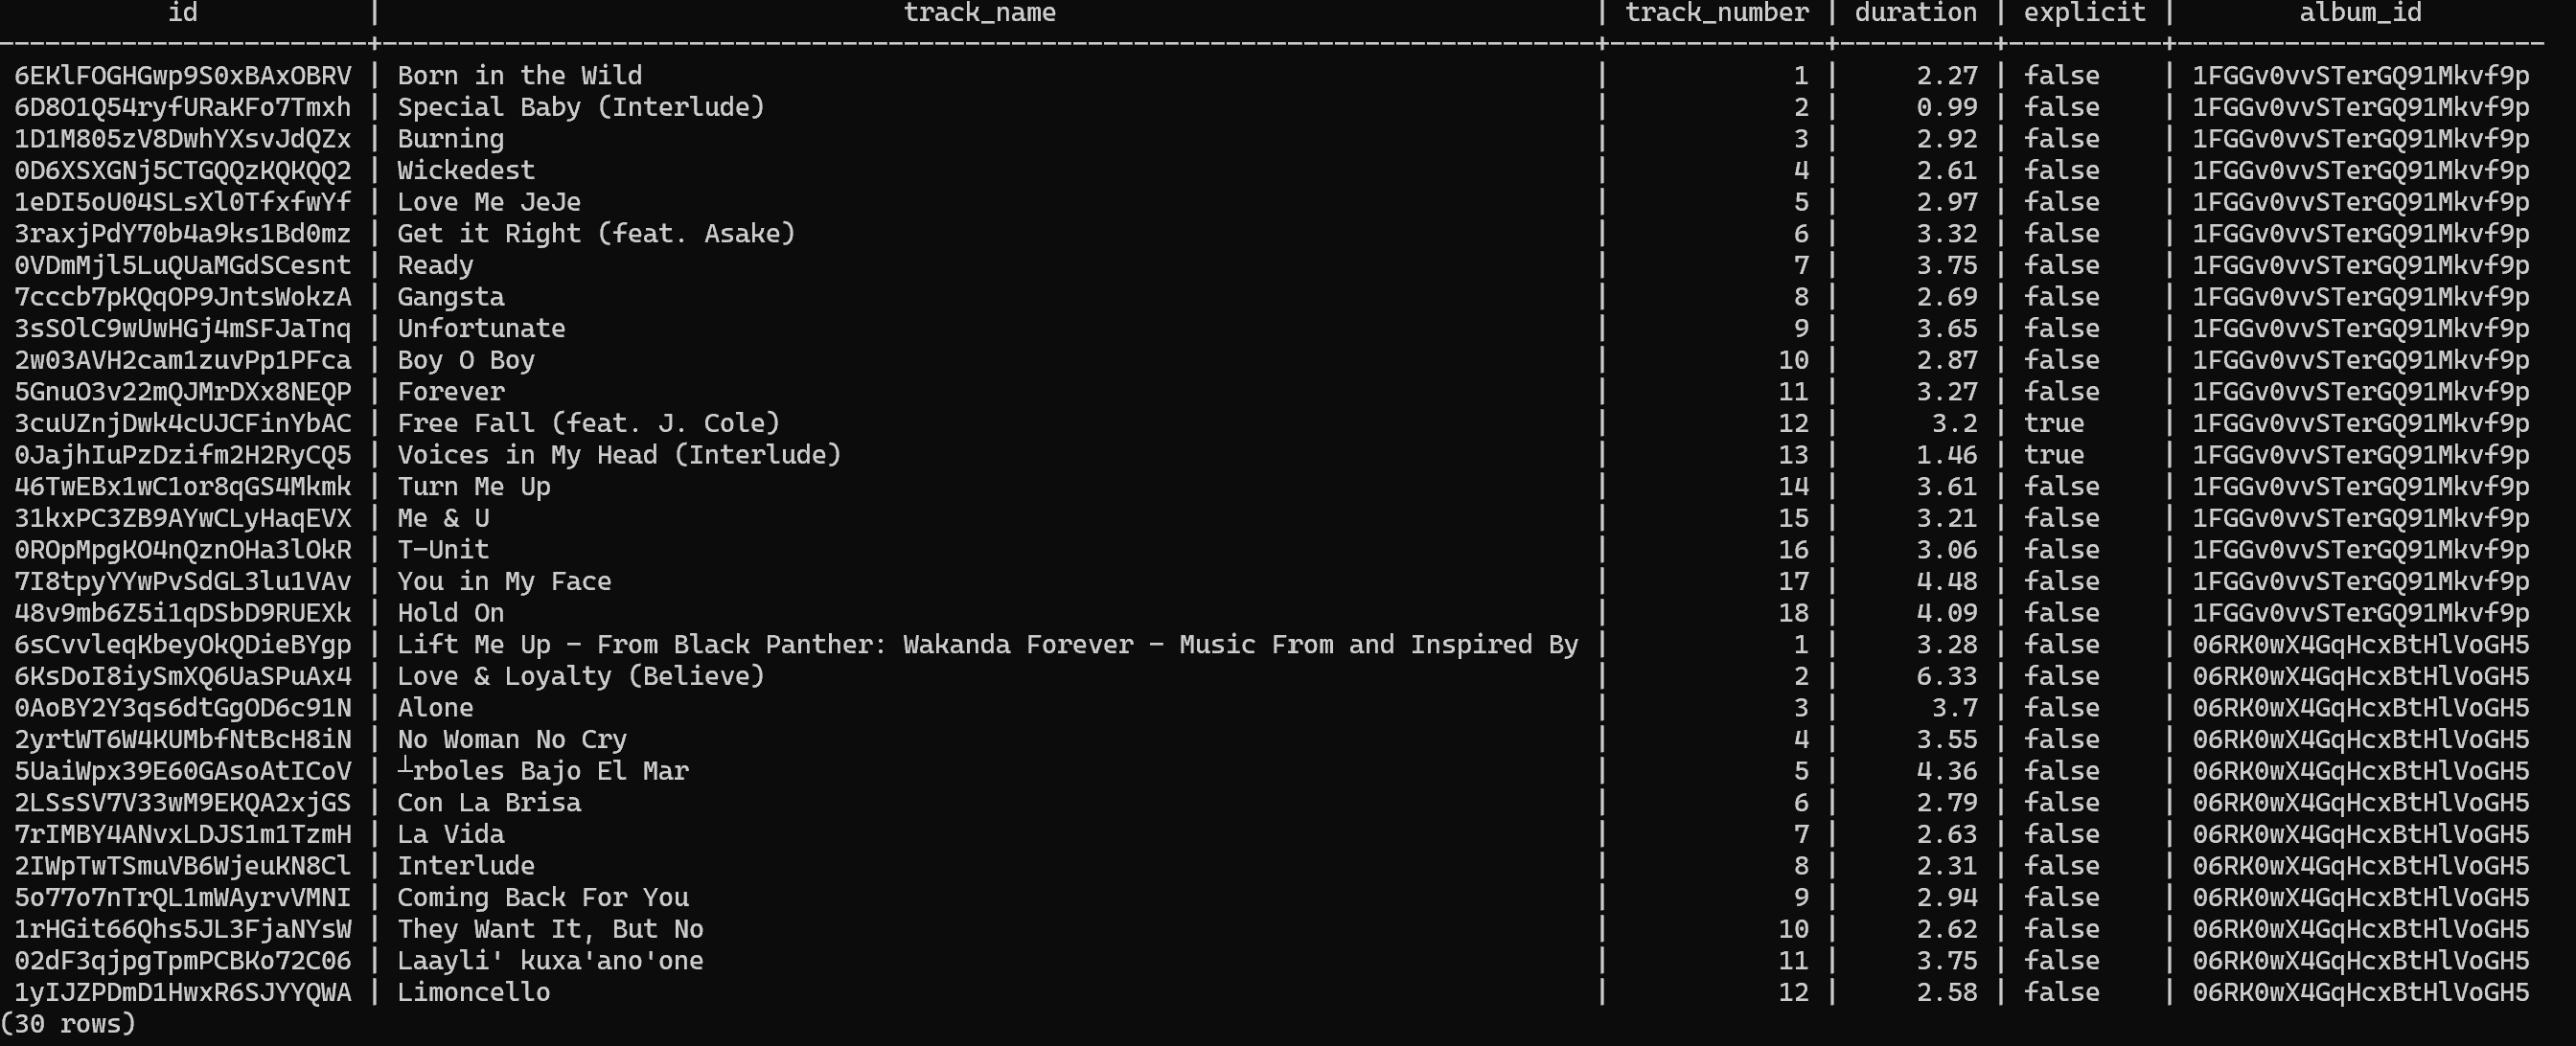 id | track_name | track_number | duration | explicit | album_id
6EKlFOGHGwp9S0xBAxOBRV | Born in the Wild | 1 | 2.27 | false | 1FGGv0vvSTerGQ91Mkvf9p
6D8O1Q54ryfURaKFo7Tmxh | Special Baby (Interlude) | 2 | 0.99 | false | 1FGGv0vvSTerGQ91Mkvf9p
1D1M805zV8DwhYXsvJdQZx | Burning | 3 | 2.92 | false | 1FGGv0vvSTerGQ91Mkvf9p
0D6XSXGNj5CTGQQzKQKQQ2 | Wickedest | 4 | 2.61 | false | 1FGGv0vvSTerGQ91Mkvf9p
1eDI5oU04SLsXl0TfxfwYf | Love Me JeJe | 5 | 2.97 | false | 1FGGv0vvSTerGQ91Mkvf9p
3raxjPdY70b4a9ks1Bd0mz | Get it Right (feat. Asake) | 6 | 3.32 | false | 1FGGv0vvSTerGQ91Mkvf9p
0VDmMjl5LuQUaMGdSCesnt | Ready | 7 | 3.75 | false | 1FGGv0vvSTerGQ91Mkvf9p
7cccb7pKQqOP9JntsWokzA | Gangsta | 8 | 2.69 | false | 1FGGv0vvSTerGQ91Mkvf9p
3sSOlC9wUwHGj4mSFJaTnq | Unfortunate | 9 | 3.65 | false | 1FGGv0vvSTerGQ91Mkvf9p
2w03AVH2cam1zuvPp1PFca | Boy O Boy | 10 | 2.87 | false | 1FGGv0vvSTerGQ91Mkvf9p
5GnuO3v22mQJMrDXx8NEQP | Forever | 11 | 3.27 | false | 1FGGv0vvSTerGQ91Mkvf9p
3cuUZnjDwk4cUJCFinYbAC | Free Fall (feat. J. Cole) | 12 | 3.2 | true | 1FGGv0vvSTerGQ91Mkvf9p
0JajhIuPzDzifm2H2RyCQ5 | Voices in My Head (Interlude) | 13 | 1.46 | true | 1FGGv0vvSTerGQ91Mkvf9p
46TwEBx1wC1or8qGS4Mkmk | Turn Me Up | 14 | 3.61 | false | 1FGGv0vvSTerGQ91Mkvf9p
31kxPC3ZB9AYwCLyHaqEVX | Me & U | 15 | 3.21 | false | 1FGGv0vvSTerGQ91Mkvf9p
0ROpMpgKO4nQznOHa3lOkR | T-Unit | 16 | 3.06 | false | 1FGGv0vvSTerGQ91Mkvf9p
7I8tpyYYwPvSdGL3lu1VAv | You in My Face | 17 | 4.48 | false | 1FGGv0vvSTerGQ91Mkvf9p
48v9mb6Z5i1qDSbD9RUEXk | Hold On | 18 | 4.09 | false | 1FGGv0vvSTerGQ91Mkvf9p
6sCvvleqKbeyOkQDieBYgp | Lift Me Up - From Black Panther: Wakanda Forever - Music From and Inspired By | 1 | 3.28 | false | 06RK0wX4GqHcxBtHlVoGH5
6KsDoI8iySmXQ6UaSPuAx4 | Love & Loyalty (Believe) | 2 | 6.33 | false | 06RK0wX4GqHcxBtHlVoGH5
0AoBY2Y3qs6dtGgOD6c91N | Alone | 3 | 3.7 | false | 06RK0wX4GqHcxBtHlVoGH5
2yrtWT6W4KUMbfNtBcH8iN | No Woman No Cry | 4 | 3.55 | false | 06RK0wX4GqHcxBtHlVoGH5
5UaiWpx39E60GAsoAtICoV | ┴rboles Bajo El Mar | 5 | 4.36 | false | 06RK0wX4GqHcxBtHlVoGH5
2LSsSV7V33wM9EKQA2xjGS | Con La Brisa | 6 | 2.79 | false | 06RK0wX4GqHcxBtHlVoGH5
7rIMBY4ANvxLDJS1m1TzmH | La Vida | 7 | 2.63 | false | 06RK0wX4GqHcxBtHlVoGH5
2IWpTwTSmuVB6WjeuKN8Cl | Interlude | 8 | 2.31 | false | 06RK0wX4GqHcxBtHlVoGH5
5o77o7nTrQL1mWAyrvVMNI | Coming Back For You | 9 | 2.94 | false | 06RK0wX4GqHcxBtHlVoGH5
1rHGit66Qhs5JL3FjaNYsW | They Want It, But No | 10 | 2.62 | false | 06RK0wX4GqHcxBtHlVoGH5
02dF3qjpgTpmPCBKo72C06 | Laayli' kuxa'ano'one | 11 | 3.75 | false | 06RK0wX4GqHcxBtHlVoGH5
1yIJZPDmD1HwxR6SJYYQWA | Limoncello | 12 | 2.58 | false | 06RK0wX4GqHcxBtHlVoGH5
(30 rows)